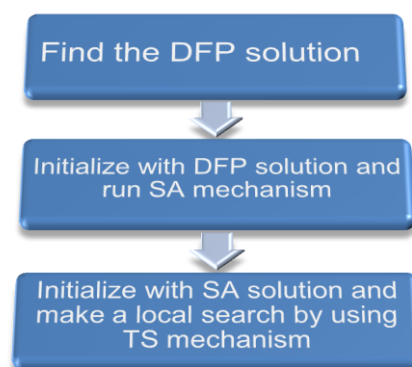 Find the DFP solution
Initialize with DFP solution and
run SA mechanism
Initialize with SA solution and
make a local search by using
TS mechanism